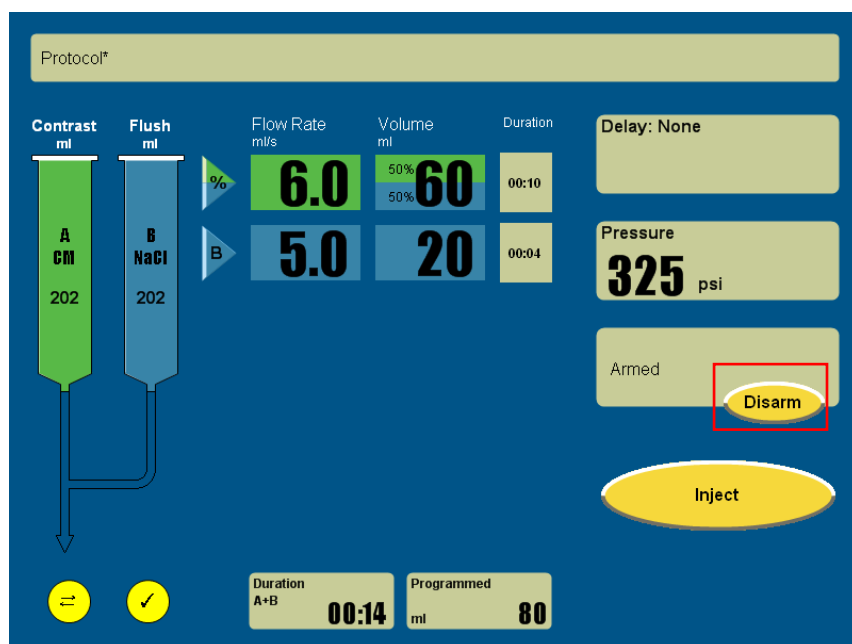 Protocol*
Contrast
ml
Flush
ml
Flow Rate
ml/s
Volume
ml
Duration
Delay: None
%
6.0
50%
50%
60
00:10
A
CM
202
B
NaCl
202
B
5.0
20
00:04
Pressure
325 psi
Armed
Disarm
Inject
Duration
A+B
00:14
Programmed
ml 80